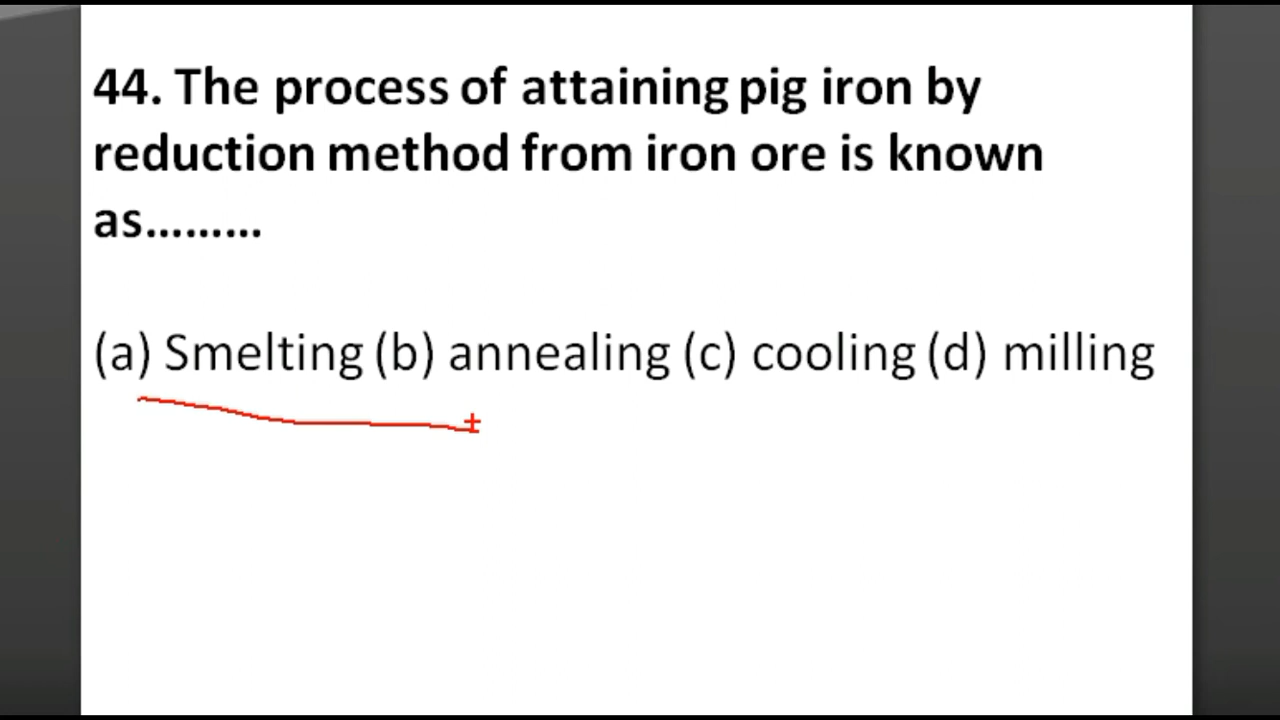 44. The process of attaining pig iron by
reduction method from iron ore is known
as.........
(a) Smelting (b) annealing (c) cooling (d) milling